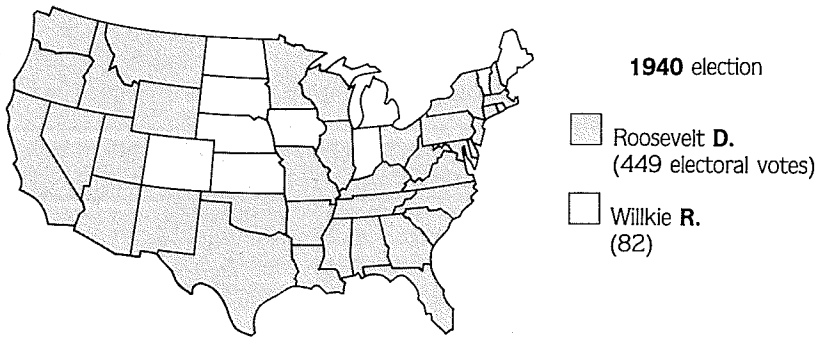 1940 election
Roosevelt D.
(449 electoral votes)
Willkie R.
(82)